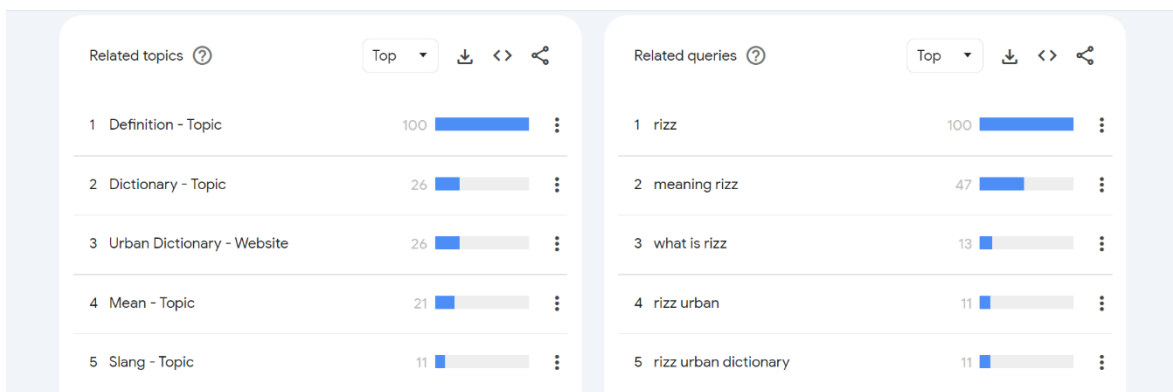 Related topics
Top
1 Definition - Topic 100
2 Dictionary - Topic 26
3 Urban Dictionary - Website 26
4 Mean - Topic 21
5 Slang - Topic 11
Related queries
Top
1 rizz 100
2 meaning rizz 47
3 what is rizz 13
4 rizz urban 11
5 rizz urban dictionary 11